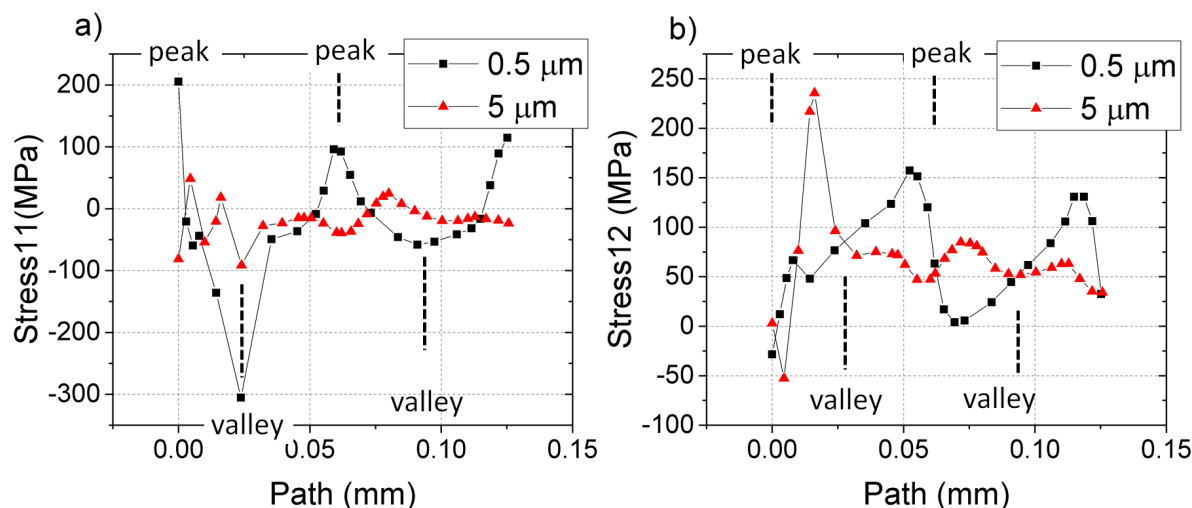 a)
peak
peak
0.5 μm
5 μm
200
100
0
-100
-200
-300
Stress11(MPa)
valley
valley
0.00
0.05
0.10
0.15
Path (mm)
b)
peak
peak
0.5 μm
5 μm
250
200
150
100
50
0
-50
-100
Stress12 (MPa)
valley
valley
0.00
0.05
0.10
0.15
Path (mm)